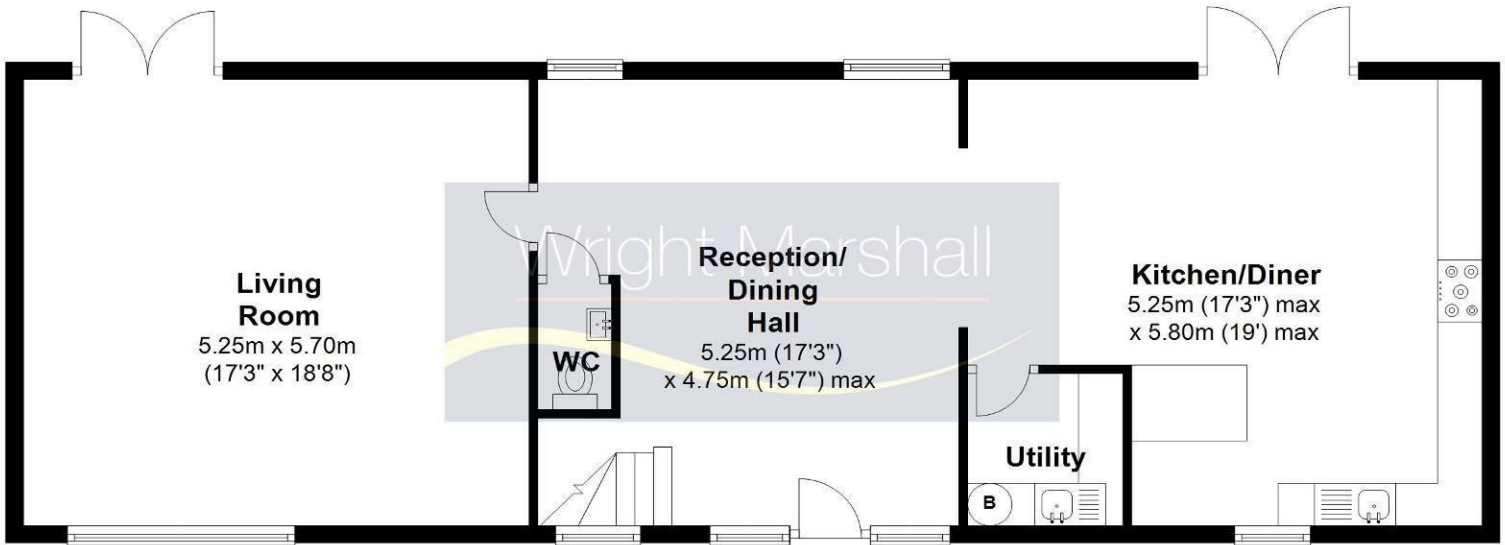 Wright Marshall
Living
Room
5.25m x 5.70m
(17'3" x 18'8")
WC
Reception/
Dining
Hall
5.25m (17'3")
x 4.75m (15'7") max
Kitchen/Diner
5.25m (17'3") max
x 5.80m (19') max
Utility
B